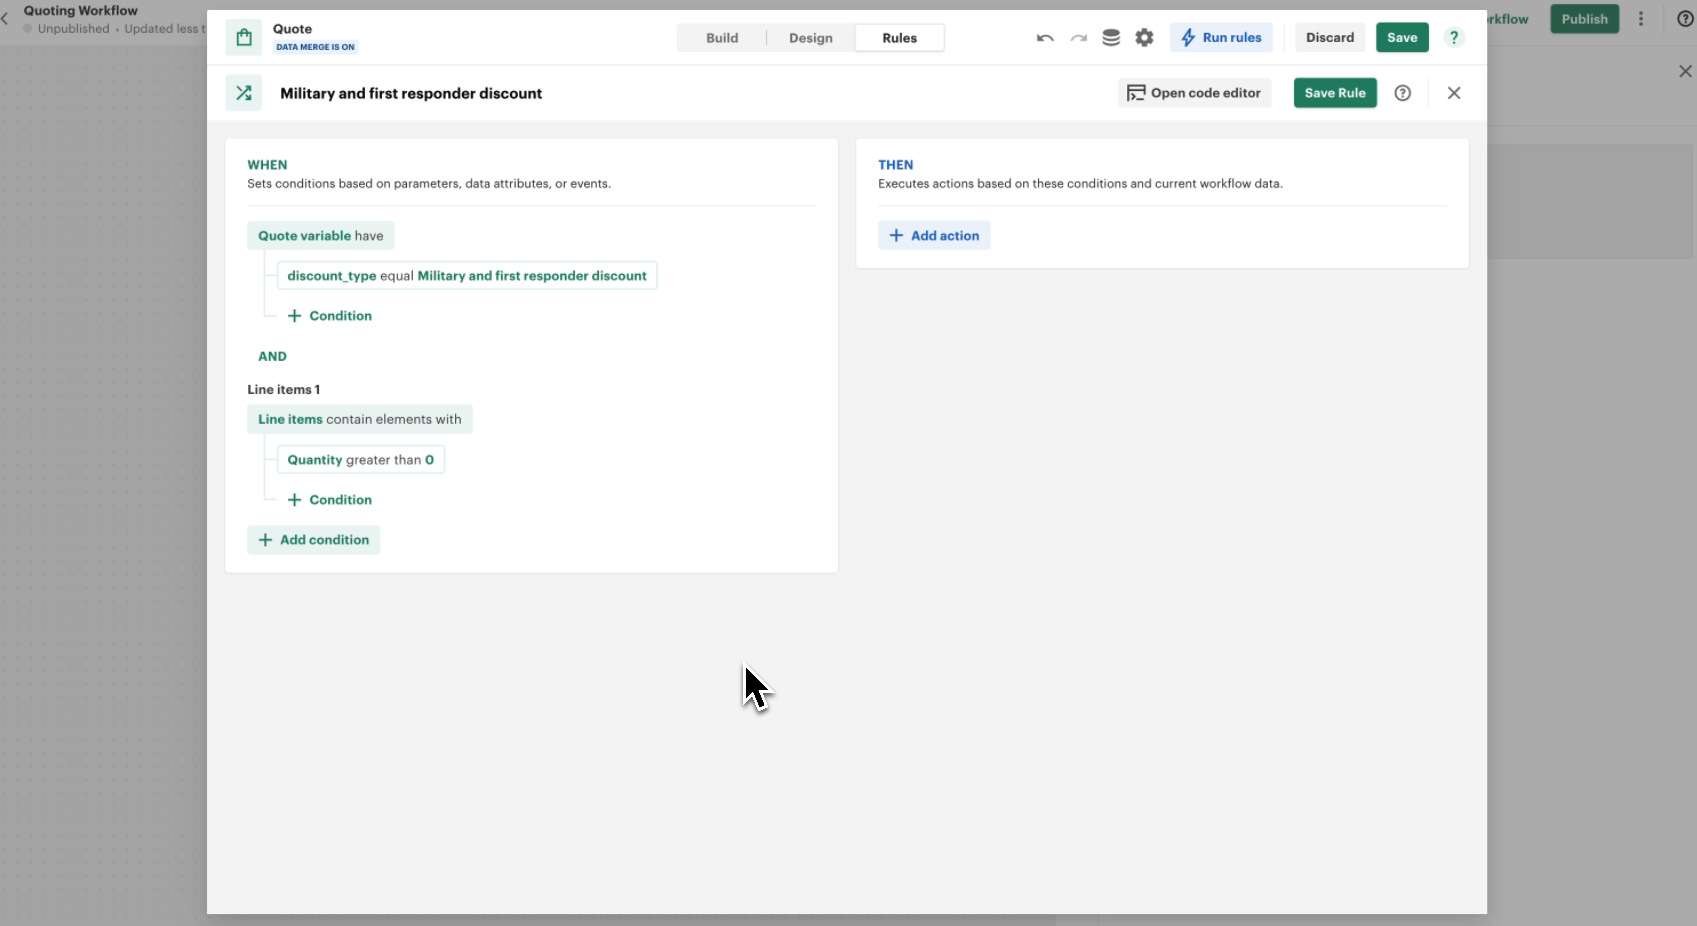 Quoting Workflow
Unpublished • Updated less t
Quote
DATA MERGE IS ON
Build
Design
Rules
Run rules
Discard
Save
?
rkflow
Publish
Military and first responder discount
Open code editor
Save Rule
WHEN
Sets conditions based on parameters, data attributes, or events.
Quote variable have
discount_type equal Military and first responder discount
+ Condition
AND
Line items 1
Line items contain elements with
Quantity greater than 0
+ Condition
+ Add condition
THEN
Executes actions based on these conditions and current workflow data.
+ Add action